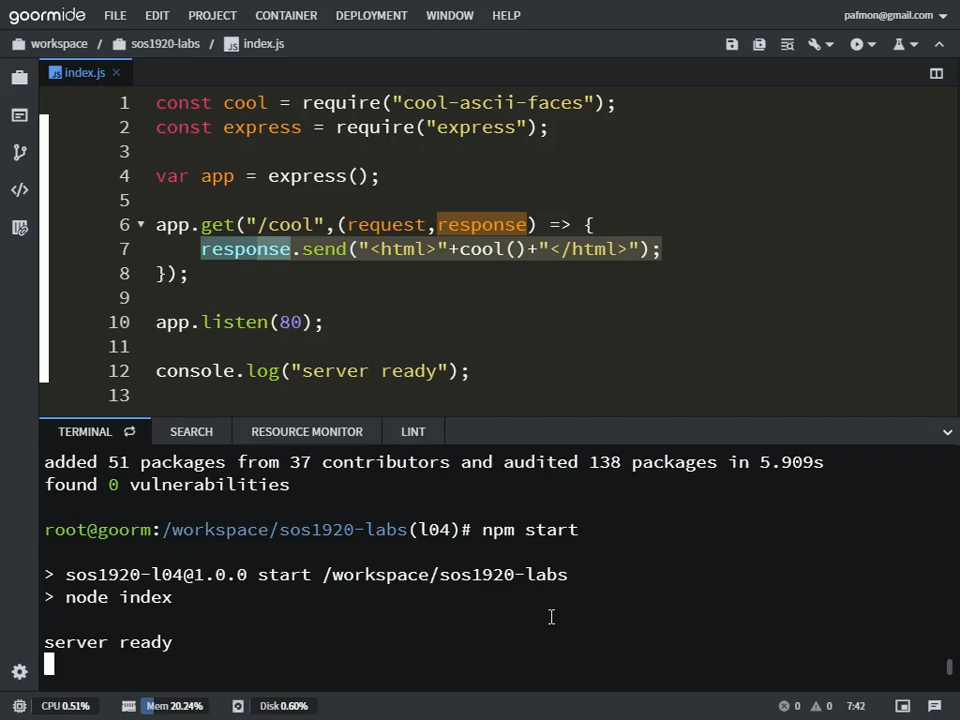 goormide FILE EDIT PROJECT CONTAINER DEPLOYMENT WINDOW HELP pafmon@gmail.com
workspace / sos1920-labs / index.js
index.js ×
1 const cool = require("cool-ascii-faces");
2 const express = require("express");
3
4 var app = express();
5
6 app.get("/cool",(request,response) => {
7 response.send("<html>"+cool()+"</html>");
8 });
9
10 app.listen(80);
11
12 console.log("server ready");
13
TERMINAL SEARCH RESOURCE MONITOR LINT
added 51 packages from 37 contributors and audited 138 packages in 5.909s
found 0 vulnerabilities
root@goorm:/workspace/sos1920-labs(l04)# npm start
> sos1920-l04@1.0.0 start /workspace/sos1920-labs
> node index
server ready
CPU 0.51% Mem 20.24% Disk 0.60% 0 0 7:42